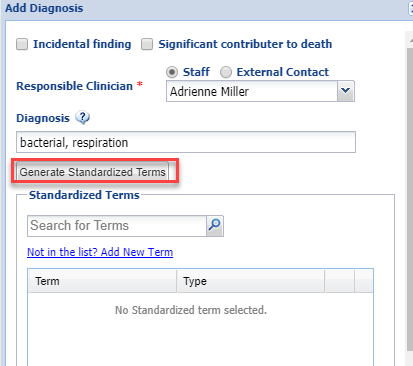 Add Diagnosis
Incidental finding Significant contributer to death
Staff External Contact
Responsible Clinician *
Adrienne Miller
Diagnosis ?
bacterial, respiration
Generate Standardized Terms
Standardized Terms
Search for Terms
Not in the list? Add New Term
Term Type
No Standardized term selected.